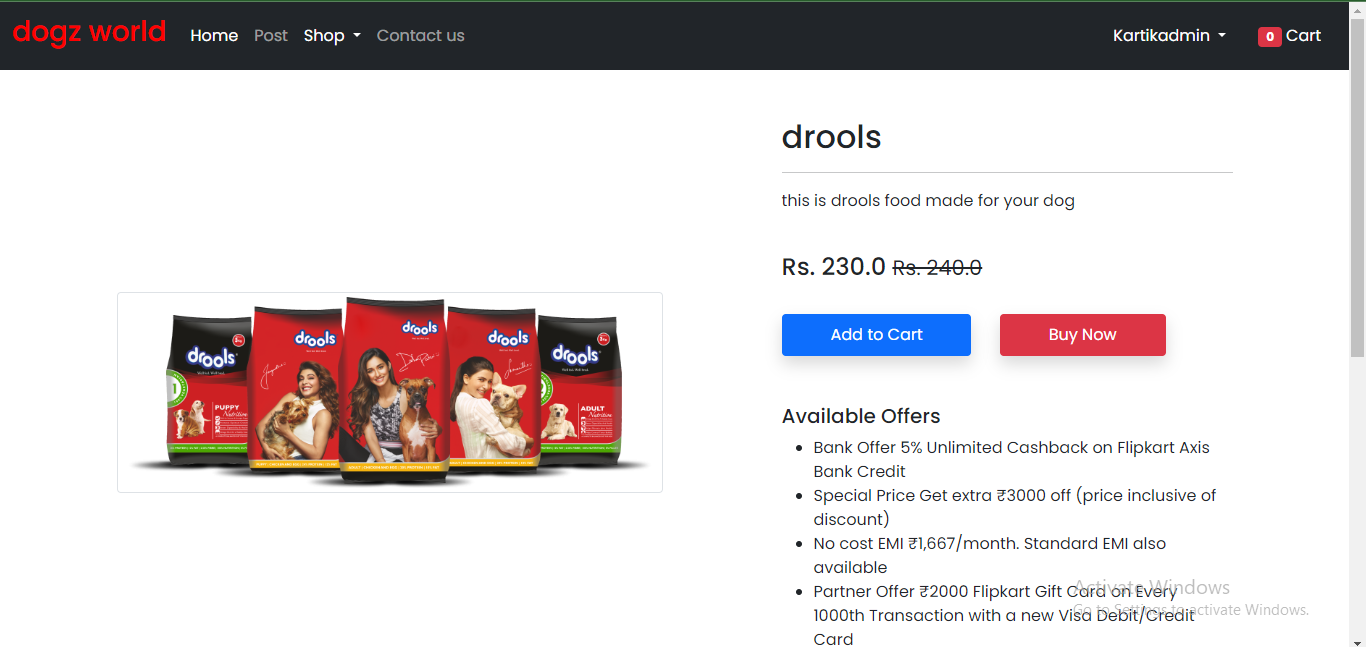 dogz world Home Post Shop Contact us Kartikadmin 0 Cart
drools
this is drools food made for your dog
Rs. 230.0 Rs. 240.0
Add to Cart Buy Now
drools drools drools drools drools
1
PUPPY
Nutrition
ADULT
Nutrition
Available Offers
Bank Offer 5% Unlimited Cashback on Flipkart Axis
Bank Credit
Special Price Get extra ₹3000 off (price inclusive of
discount)
No cost EMI ₹1,667/month. Standard EMI also
available
Partner Offer ₹2000 Flipkart Gift Card on Every
1000th Transaction with a new Visa Debit/Credit
Card
Activate Windows
Go to Settings to activate Windows.